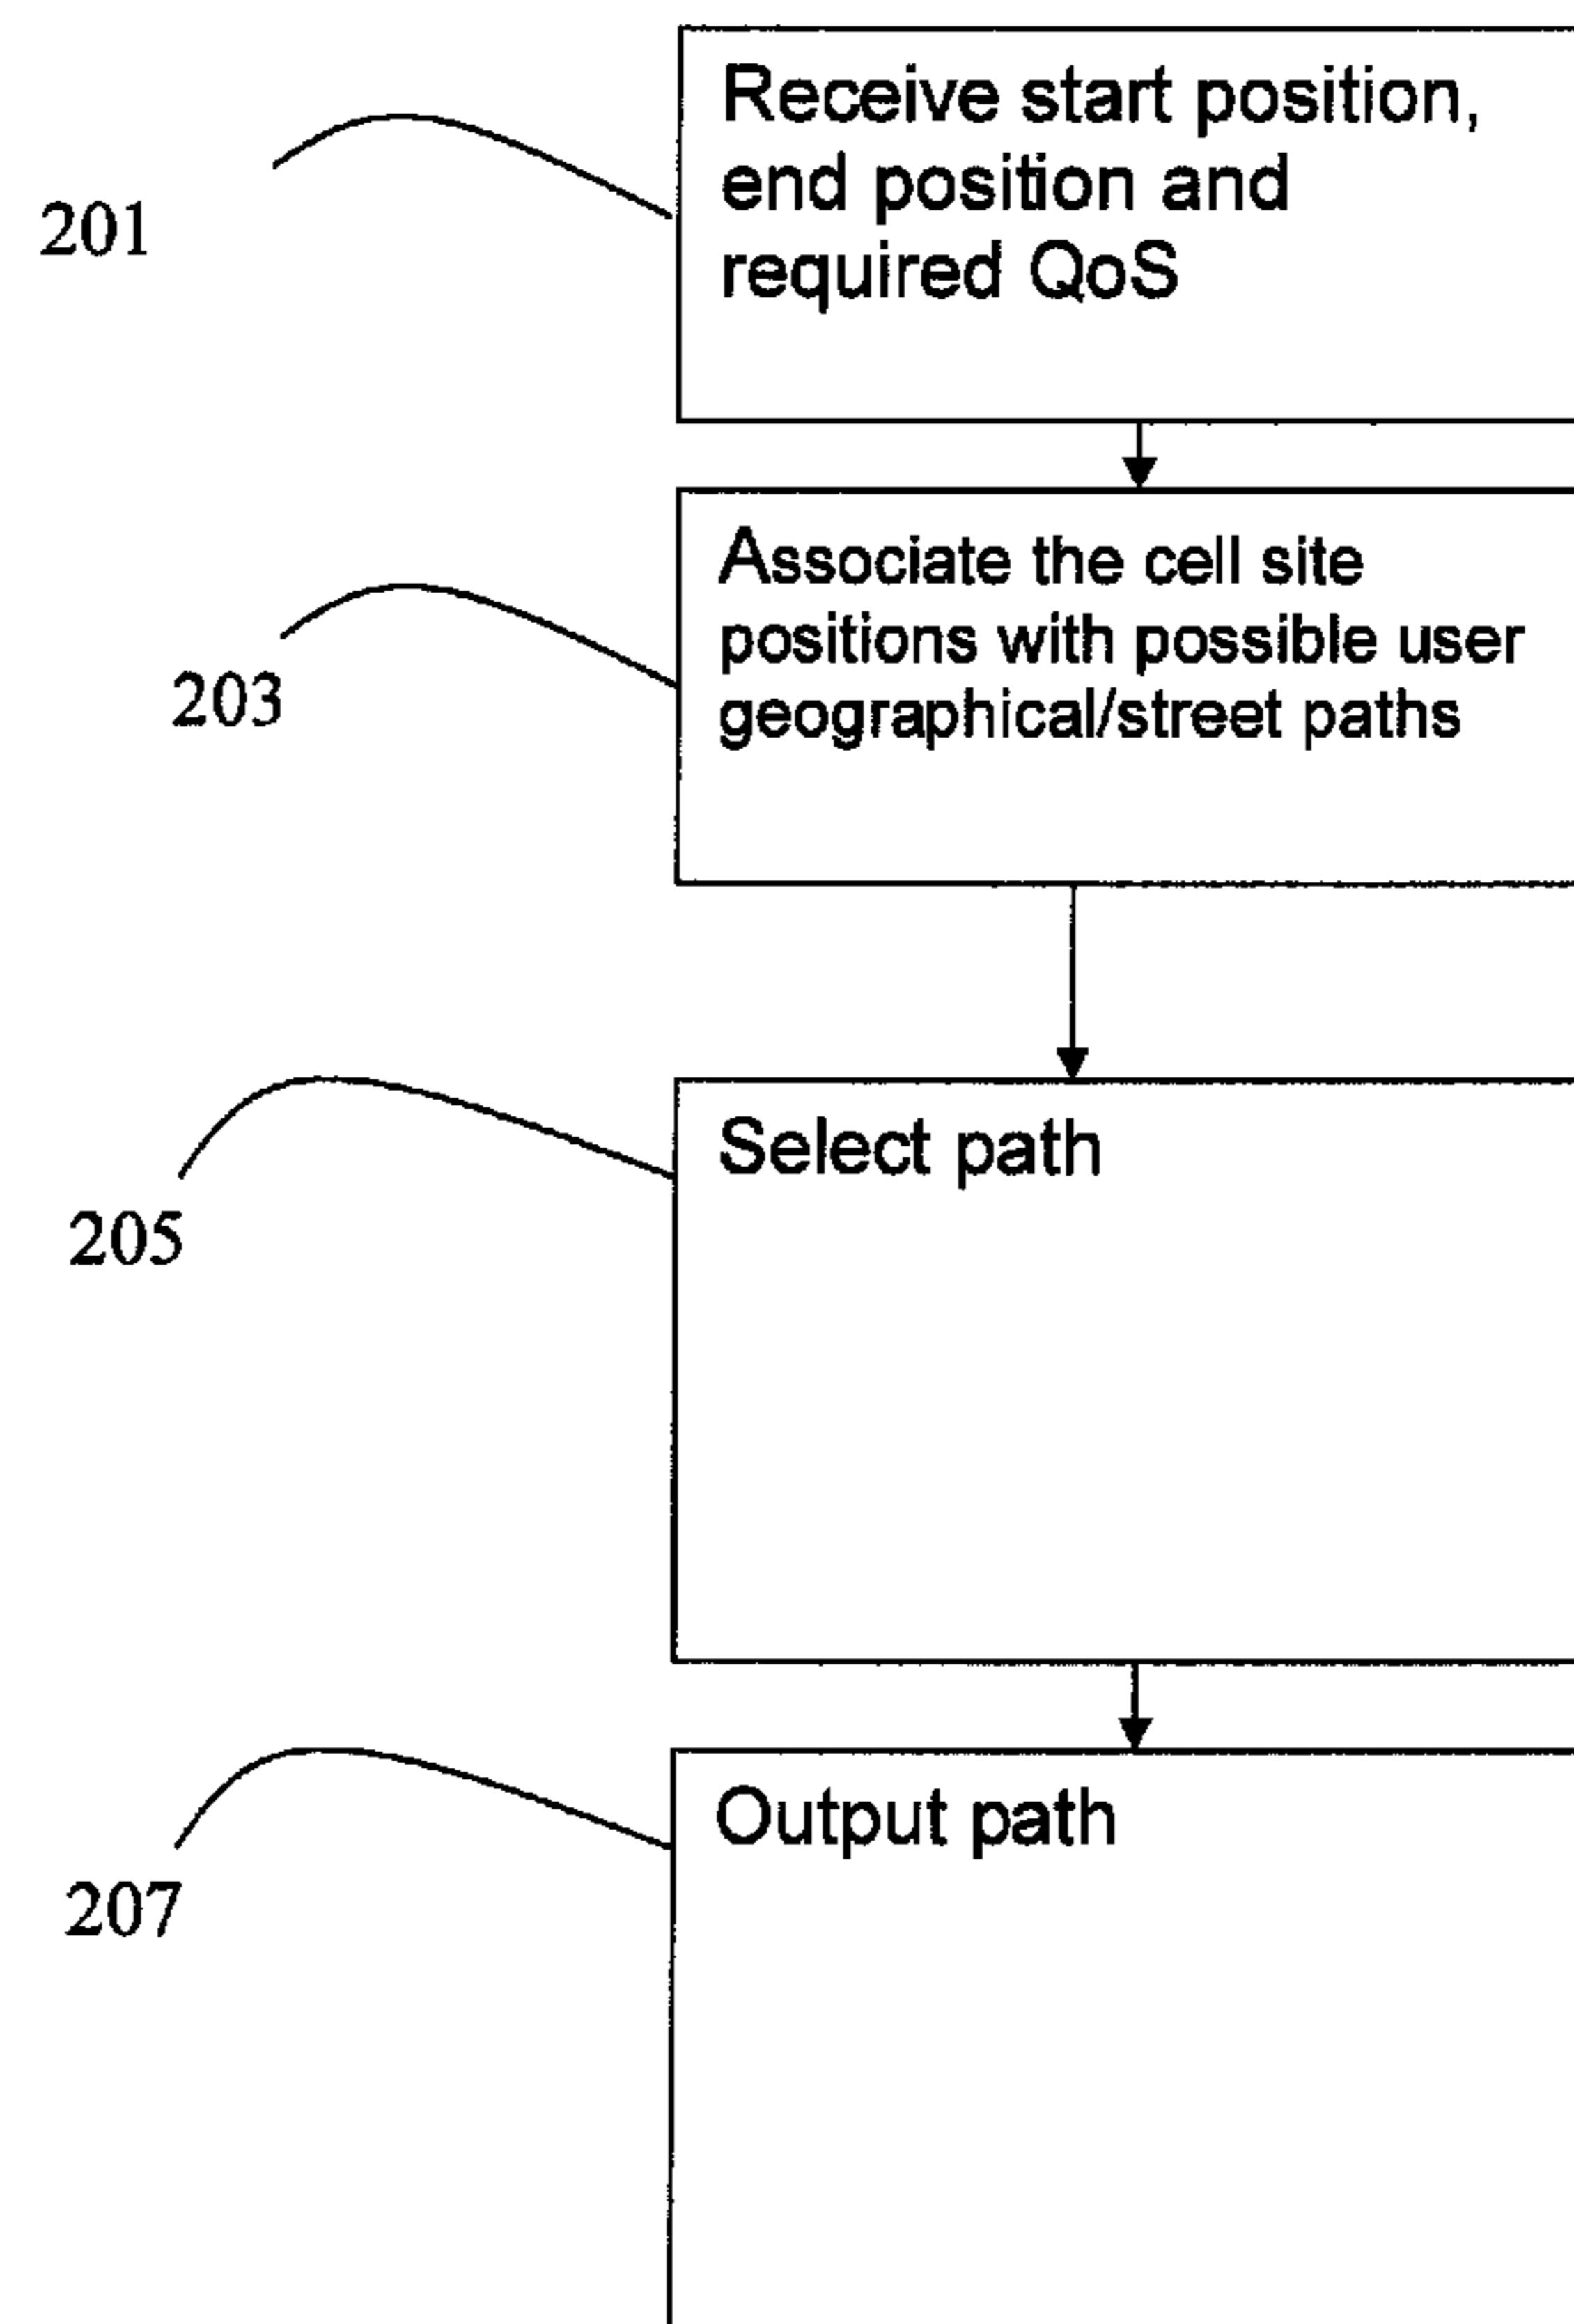 Receive start position,
end position and
required QoS
201
Associate the cell site
positions with possible user
geographical/street paths
203
Select path
205
Output path
207